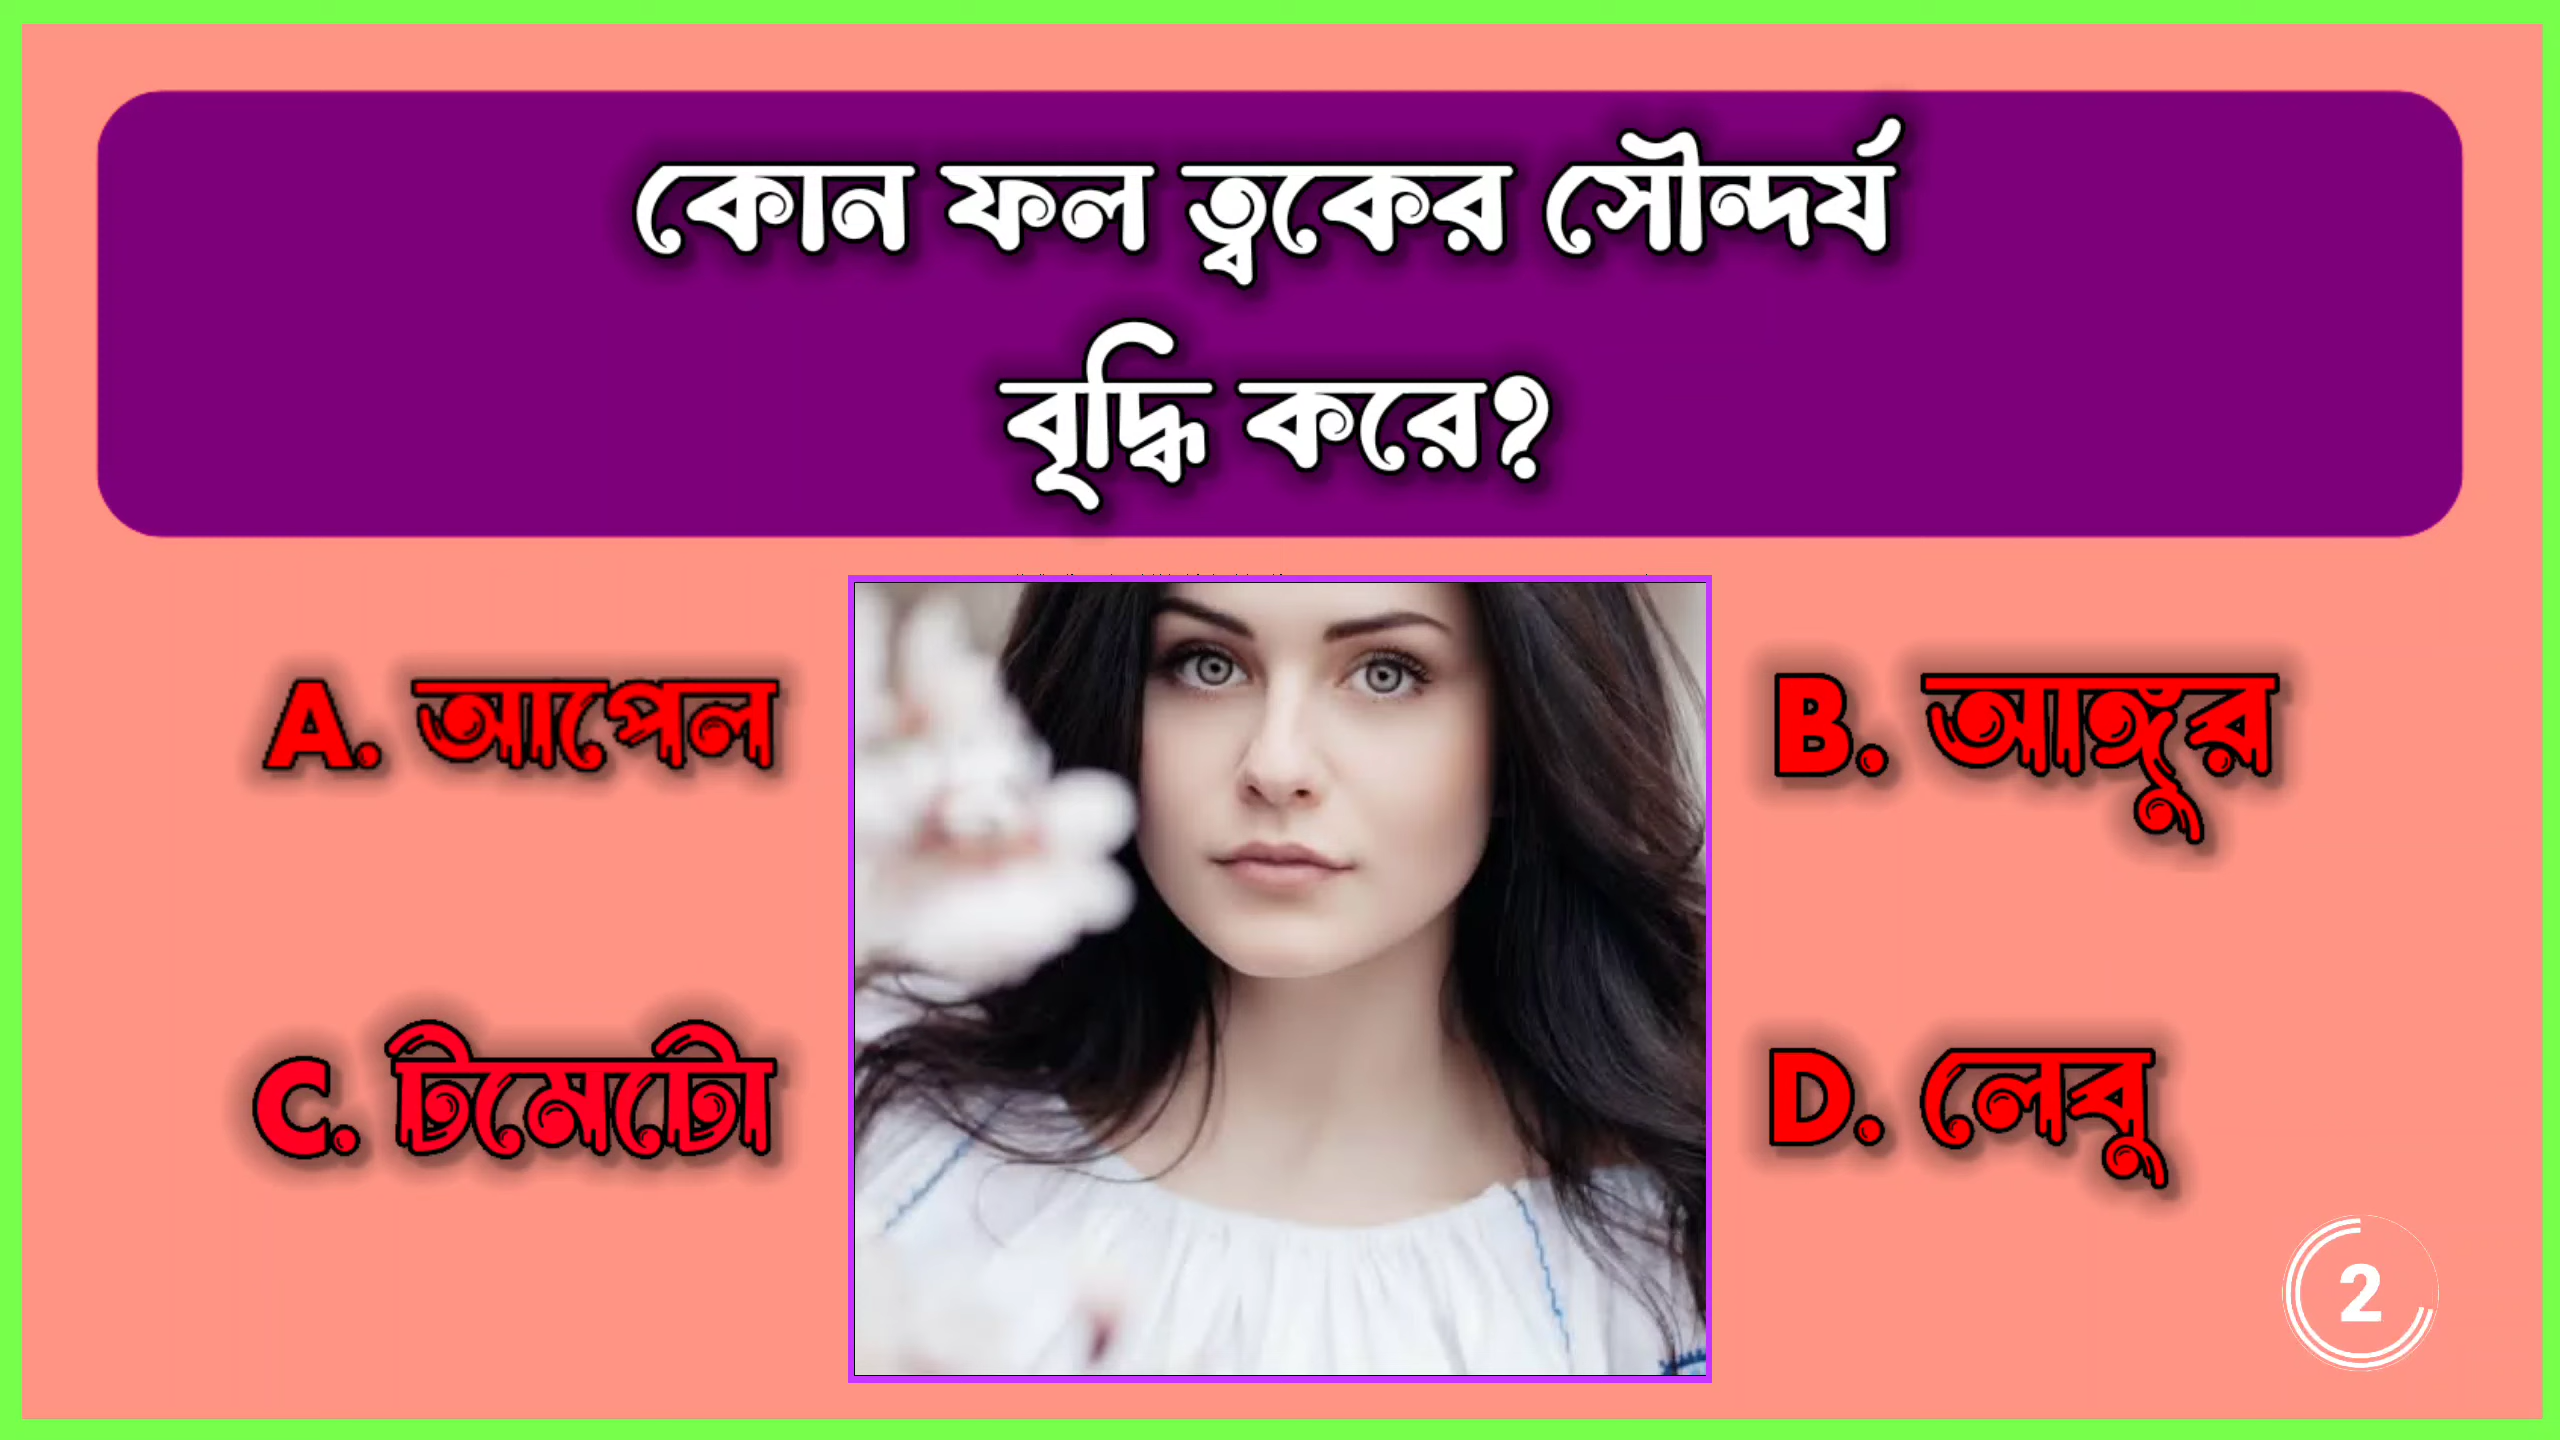 কোন ফল ত্বকের সৌন্দর্য
বৃদ্ধি করে?
A. আপেল
B. আঙ্গুর
C. টমেটো
D. লেবু
2